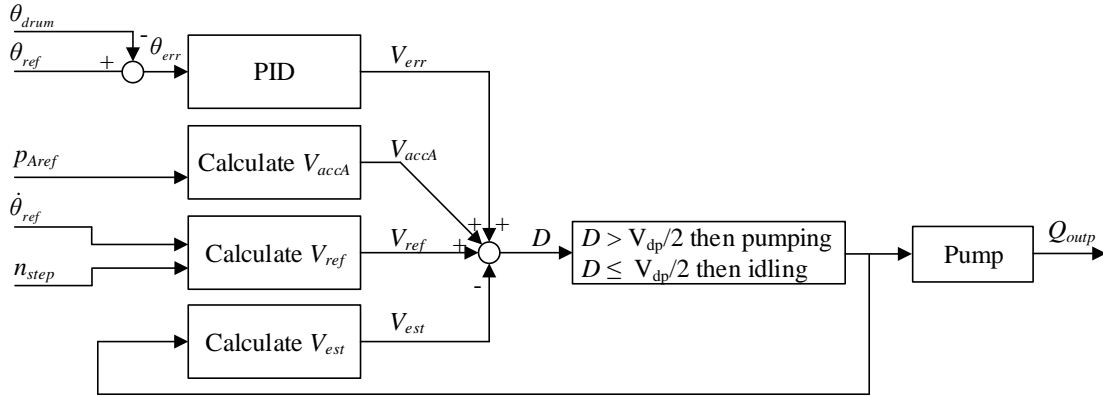 θdrum
-
θerr
θref
+
PID
Verr
pAref
Calculate VaccA
VaccA
θ̇ref
nstep
Calculate Vref
Vref
+
+
+
-
D
D > Vdp/2 then pumping
D ≤ Vdp/2 then idling
Pump
Qoutp
Calculate Vest
Vest